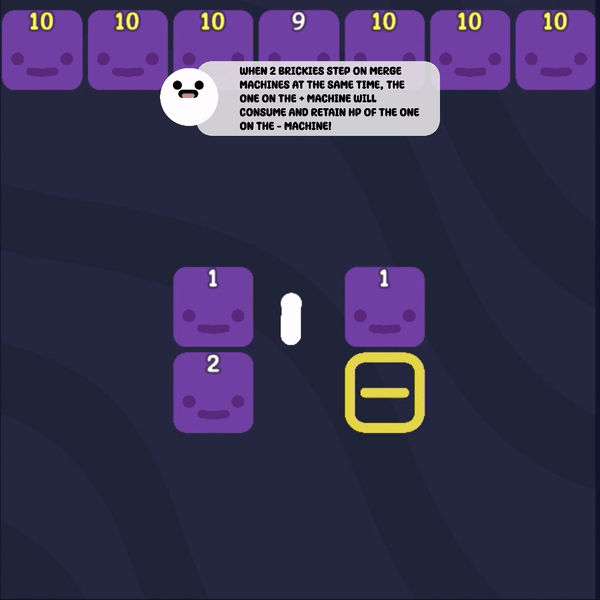 10 10 10 9 10 10 10
WHEN 2 BRICKIES STEP ON MERGE
MACHINES AT THE SAME TIME, THE
ONE ON THE + MACHINE WILL
CONSUME AND RETAIN HP OF THE ONE
ON THE - MACHINE!
1 1
2